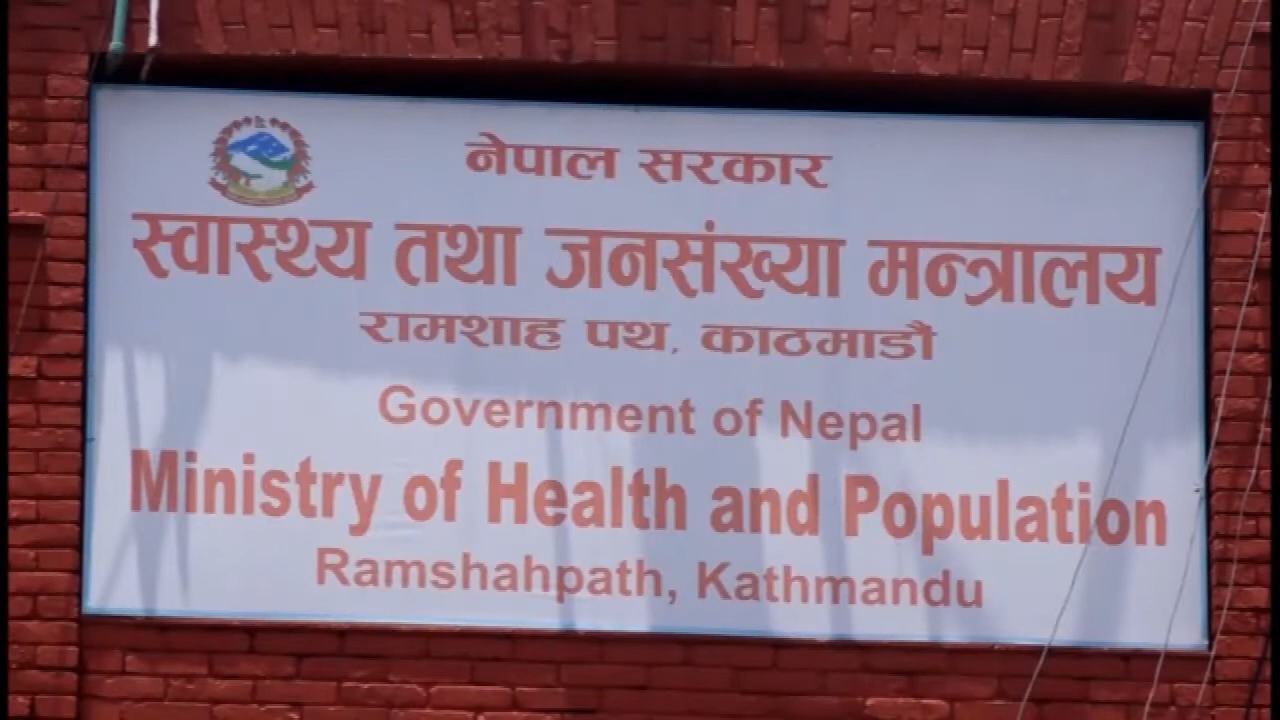 नेपाल सरकार
स्वास्थ्य तथा जनसंख्या मन्त्रालय
रामशाह पथ, काठमाडौं
Government of Nepal
Ministry of Health and Population
Ramshahpath, Kathmandu